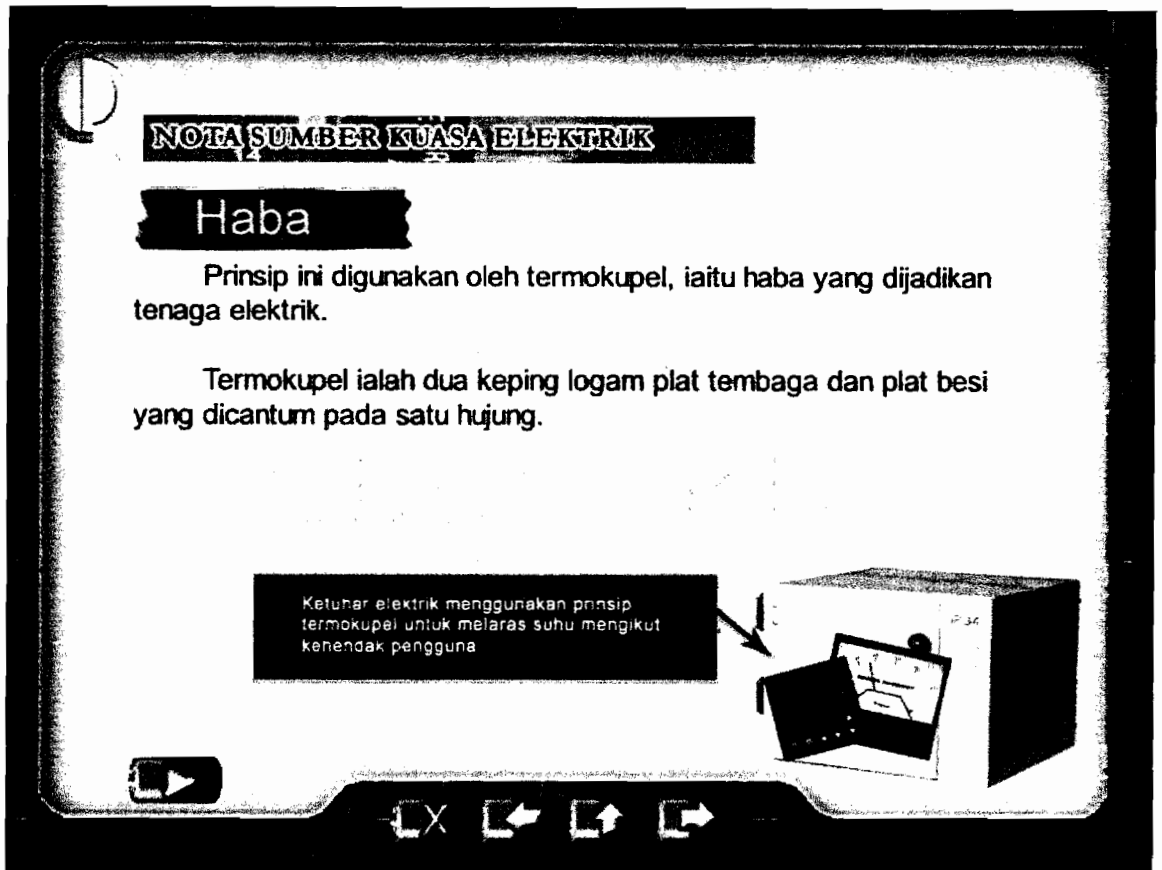 NOTA SUMBER KUASA ELEKTRIK
Haba
Prinsip ini digunakan oleh termokupel, iaitu haba yang dijadikan
tenaga elektrik.
Termokupel ialah dua keping logam plat tembaga dan plat besi
yang dicantum pada satu hujung.
Ketuhar elektrik menggunakan prinsip
termokupel untuk melaras suhu mengikut
kehendak pengguna